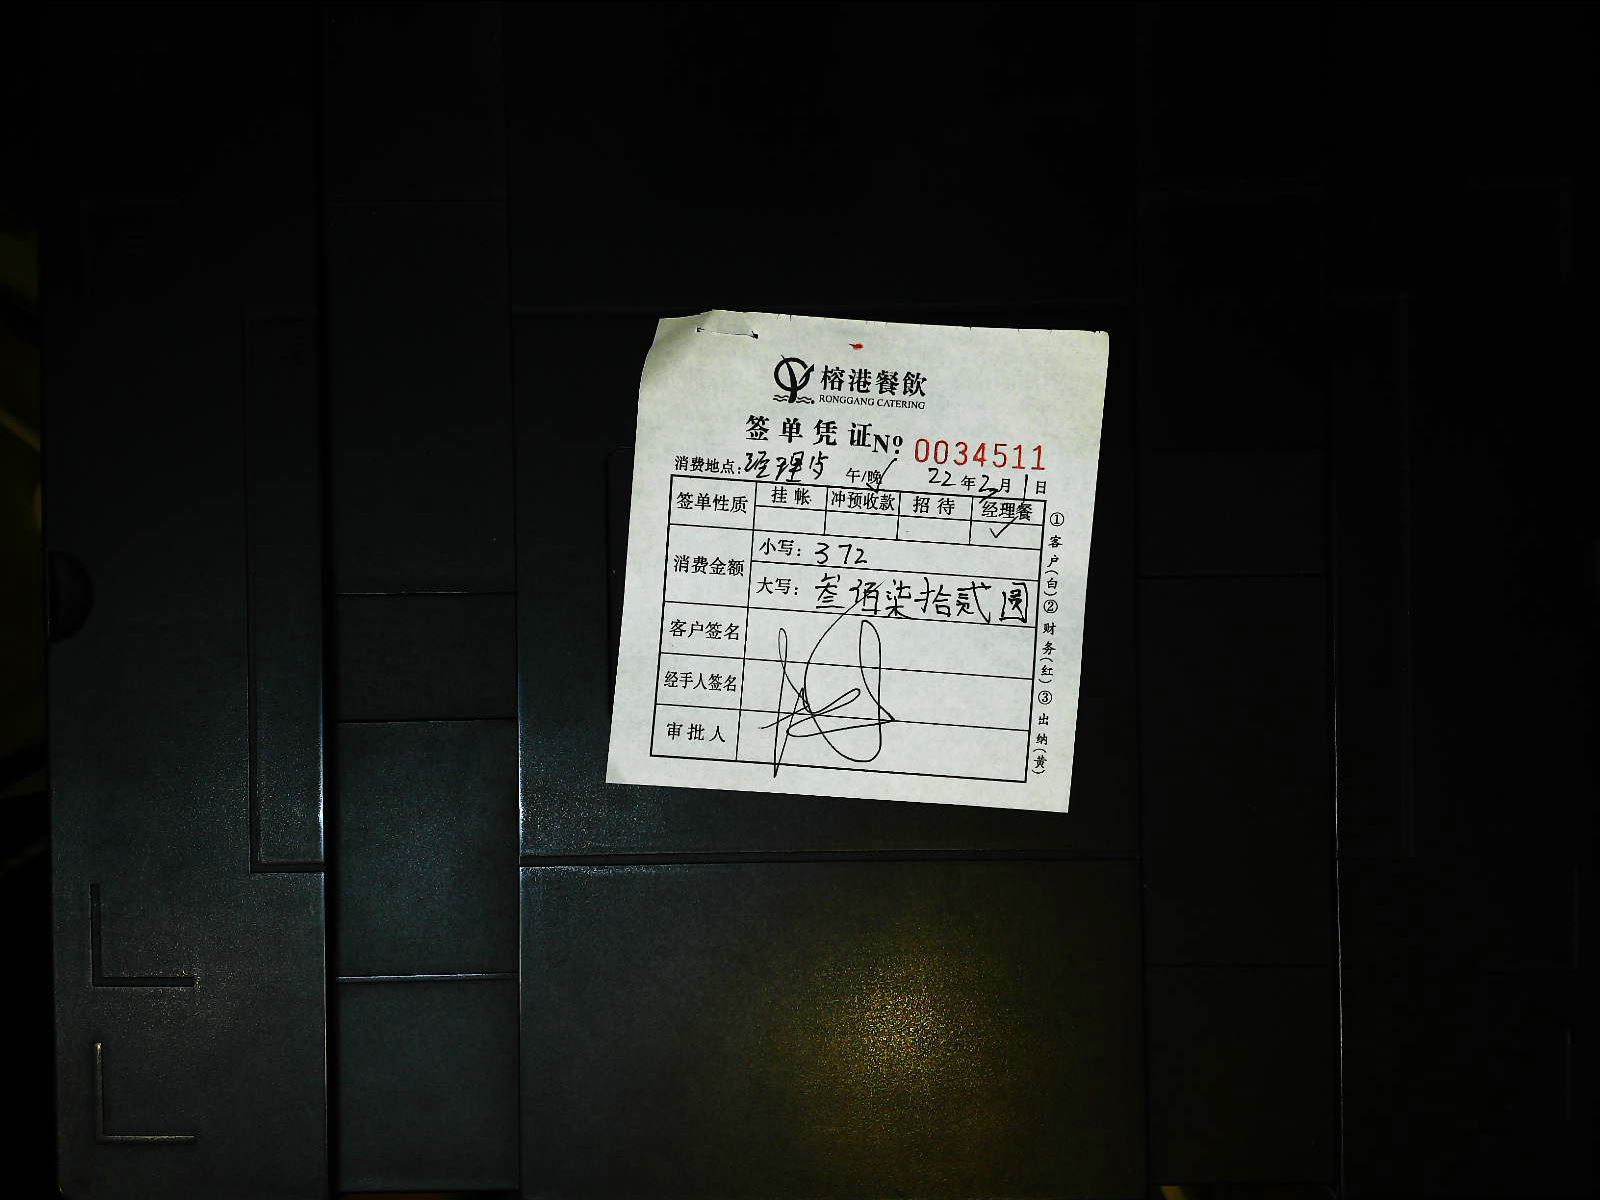 榕港餐飲
RONGGANG CATERING
签单凭证 Nº: 0034511
消费地点: 经理 午/晚 22年2月1日
签单性质 挂帐 冲预收款 招待 经理餐
✓
消费金额 小写: 372
大写: 叁佰柒拾贰圆
客户签名
经手人签名
审批人
①客户(白)②财务(红)③出纳(黄)